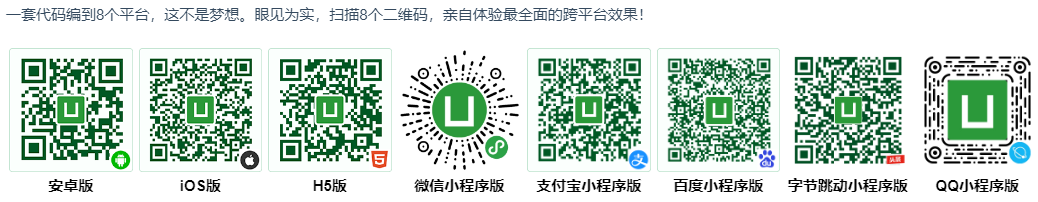 一套代码编到8个平台，这不是梦想。眼见为实，扫描8个二维码，亲自体验最全面的跨平台效果！
安卓版 iOS版 H5版 微信小程序版 支付宝小程序版 百度小程序版 字节跳动小程序版 QQ小程序版